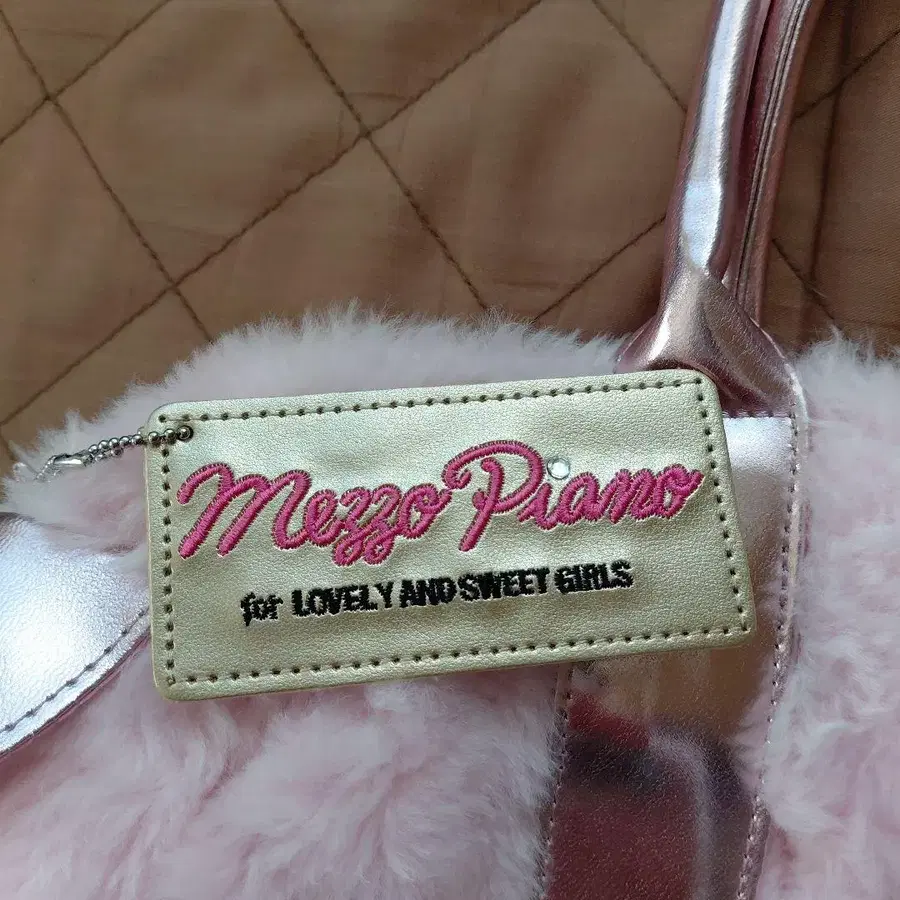 Mezzo Piano
for LOVELY AND SWEET GIRLS